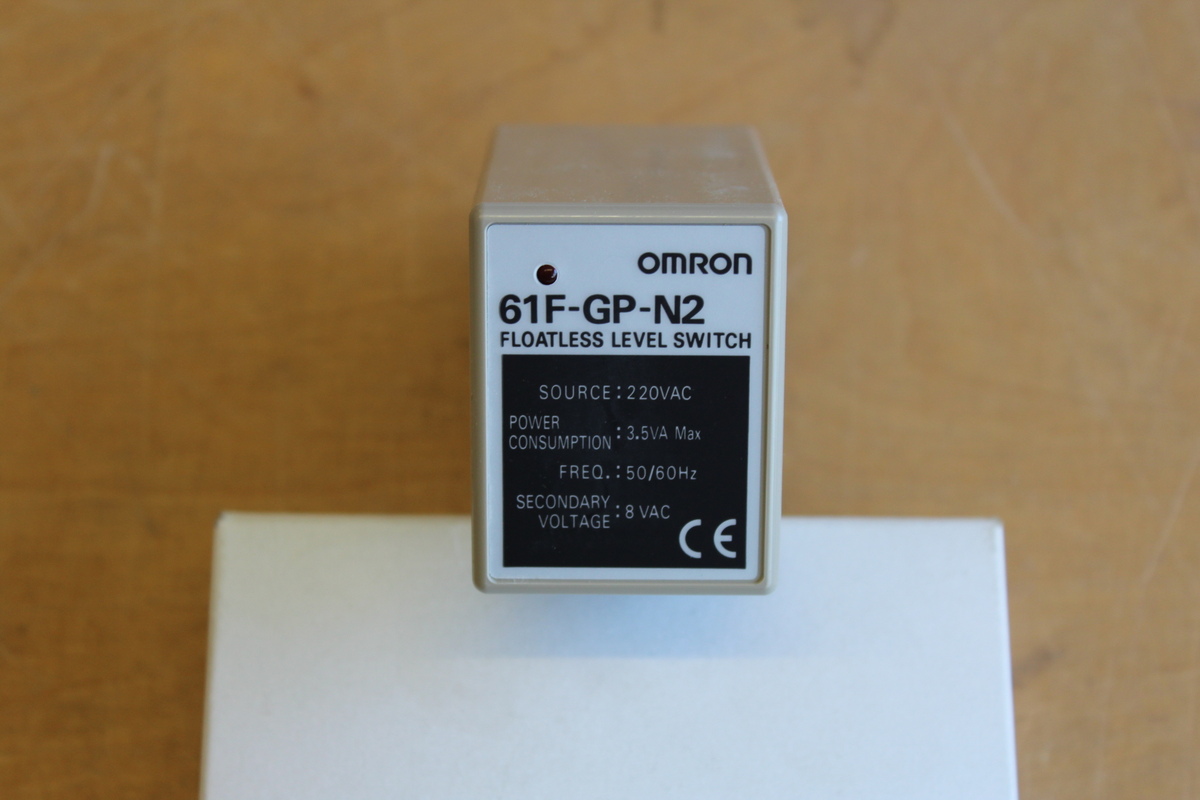 OMRON
61F-GP-N2
FLOATLESS LEVEL SWITCH
SOURCE : 220VAC
POWER
CONSUMPTION : 3.5VA Max
FREQ. : 50/60Hz
SECONDARY
VOLTAGE : 8 VAC
CE